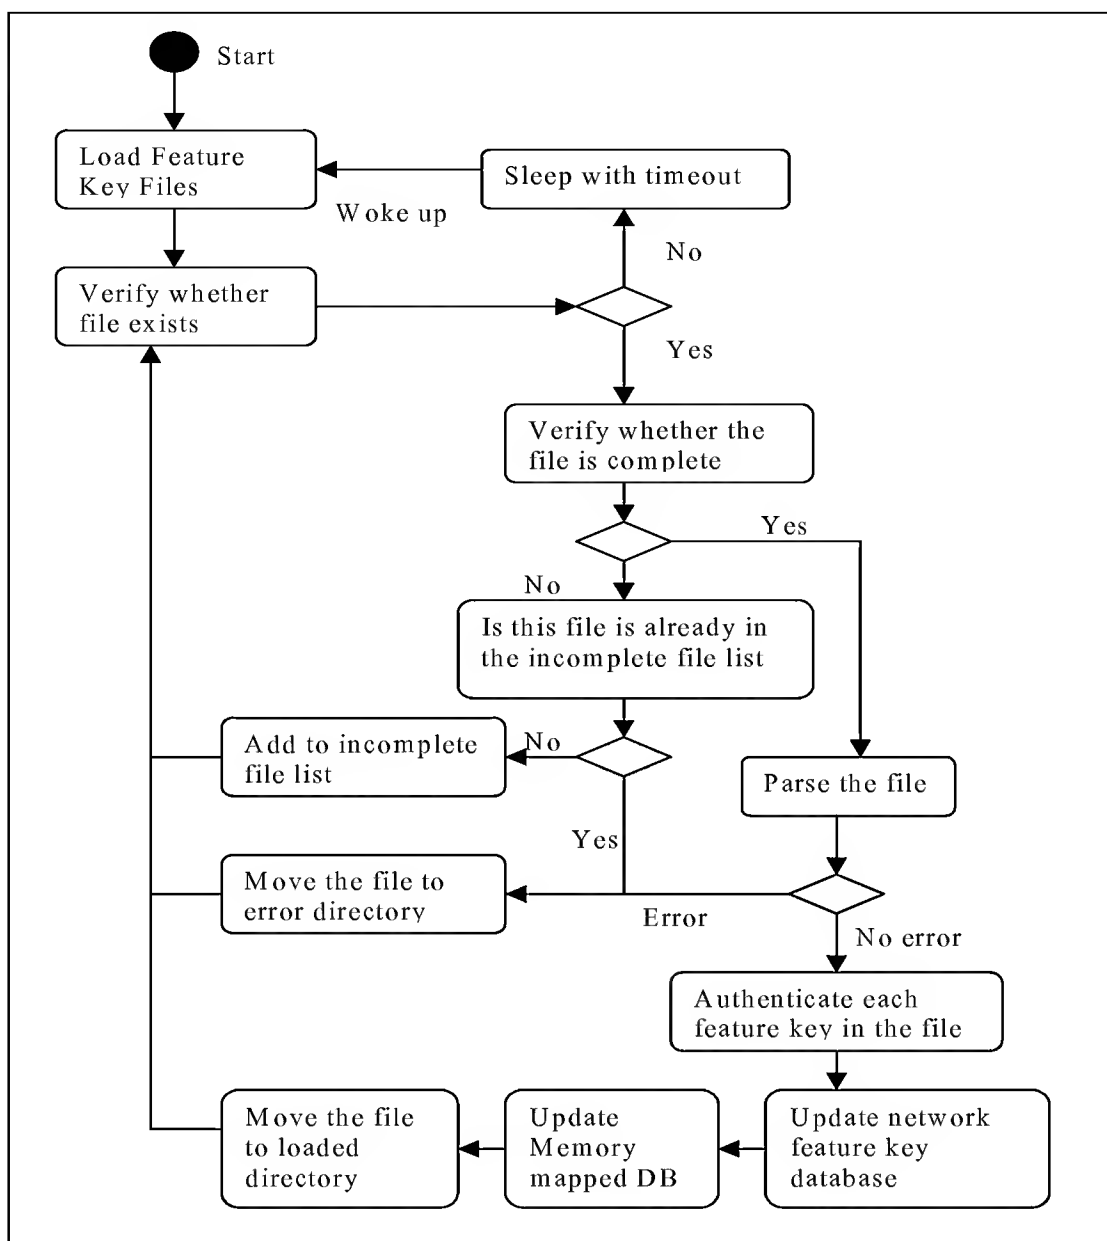 Start
Load Feature
Key Files
Sleep with timeout
Woke up
No
Verify whether
file exists
Yes
Verify whether the
file is complete
Yes
No
Is this file is already in
the incomplete file list
Add to incomplete
file list
No
Parse the file
Yes
Move the file to
error directory
Error
No error
Authenticate each
feature key in the file
Move the file
to loaded
directory
Update
Memory
mapped DB
Update network
feature key
database